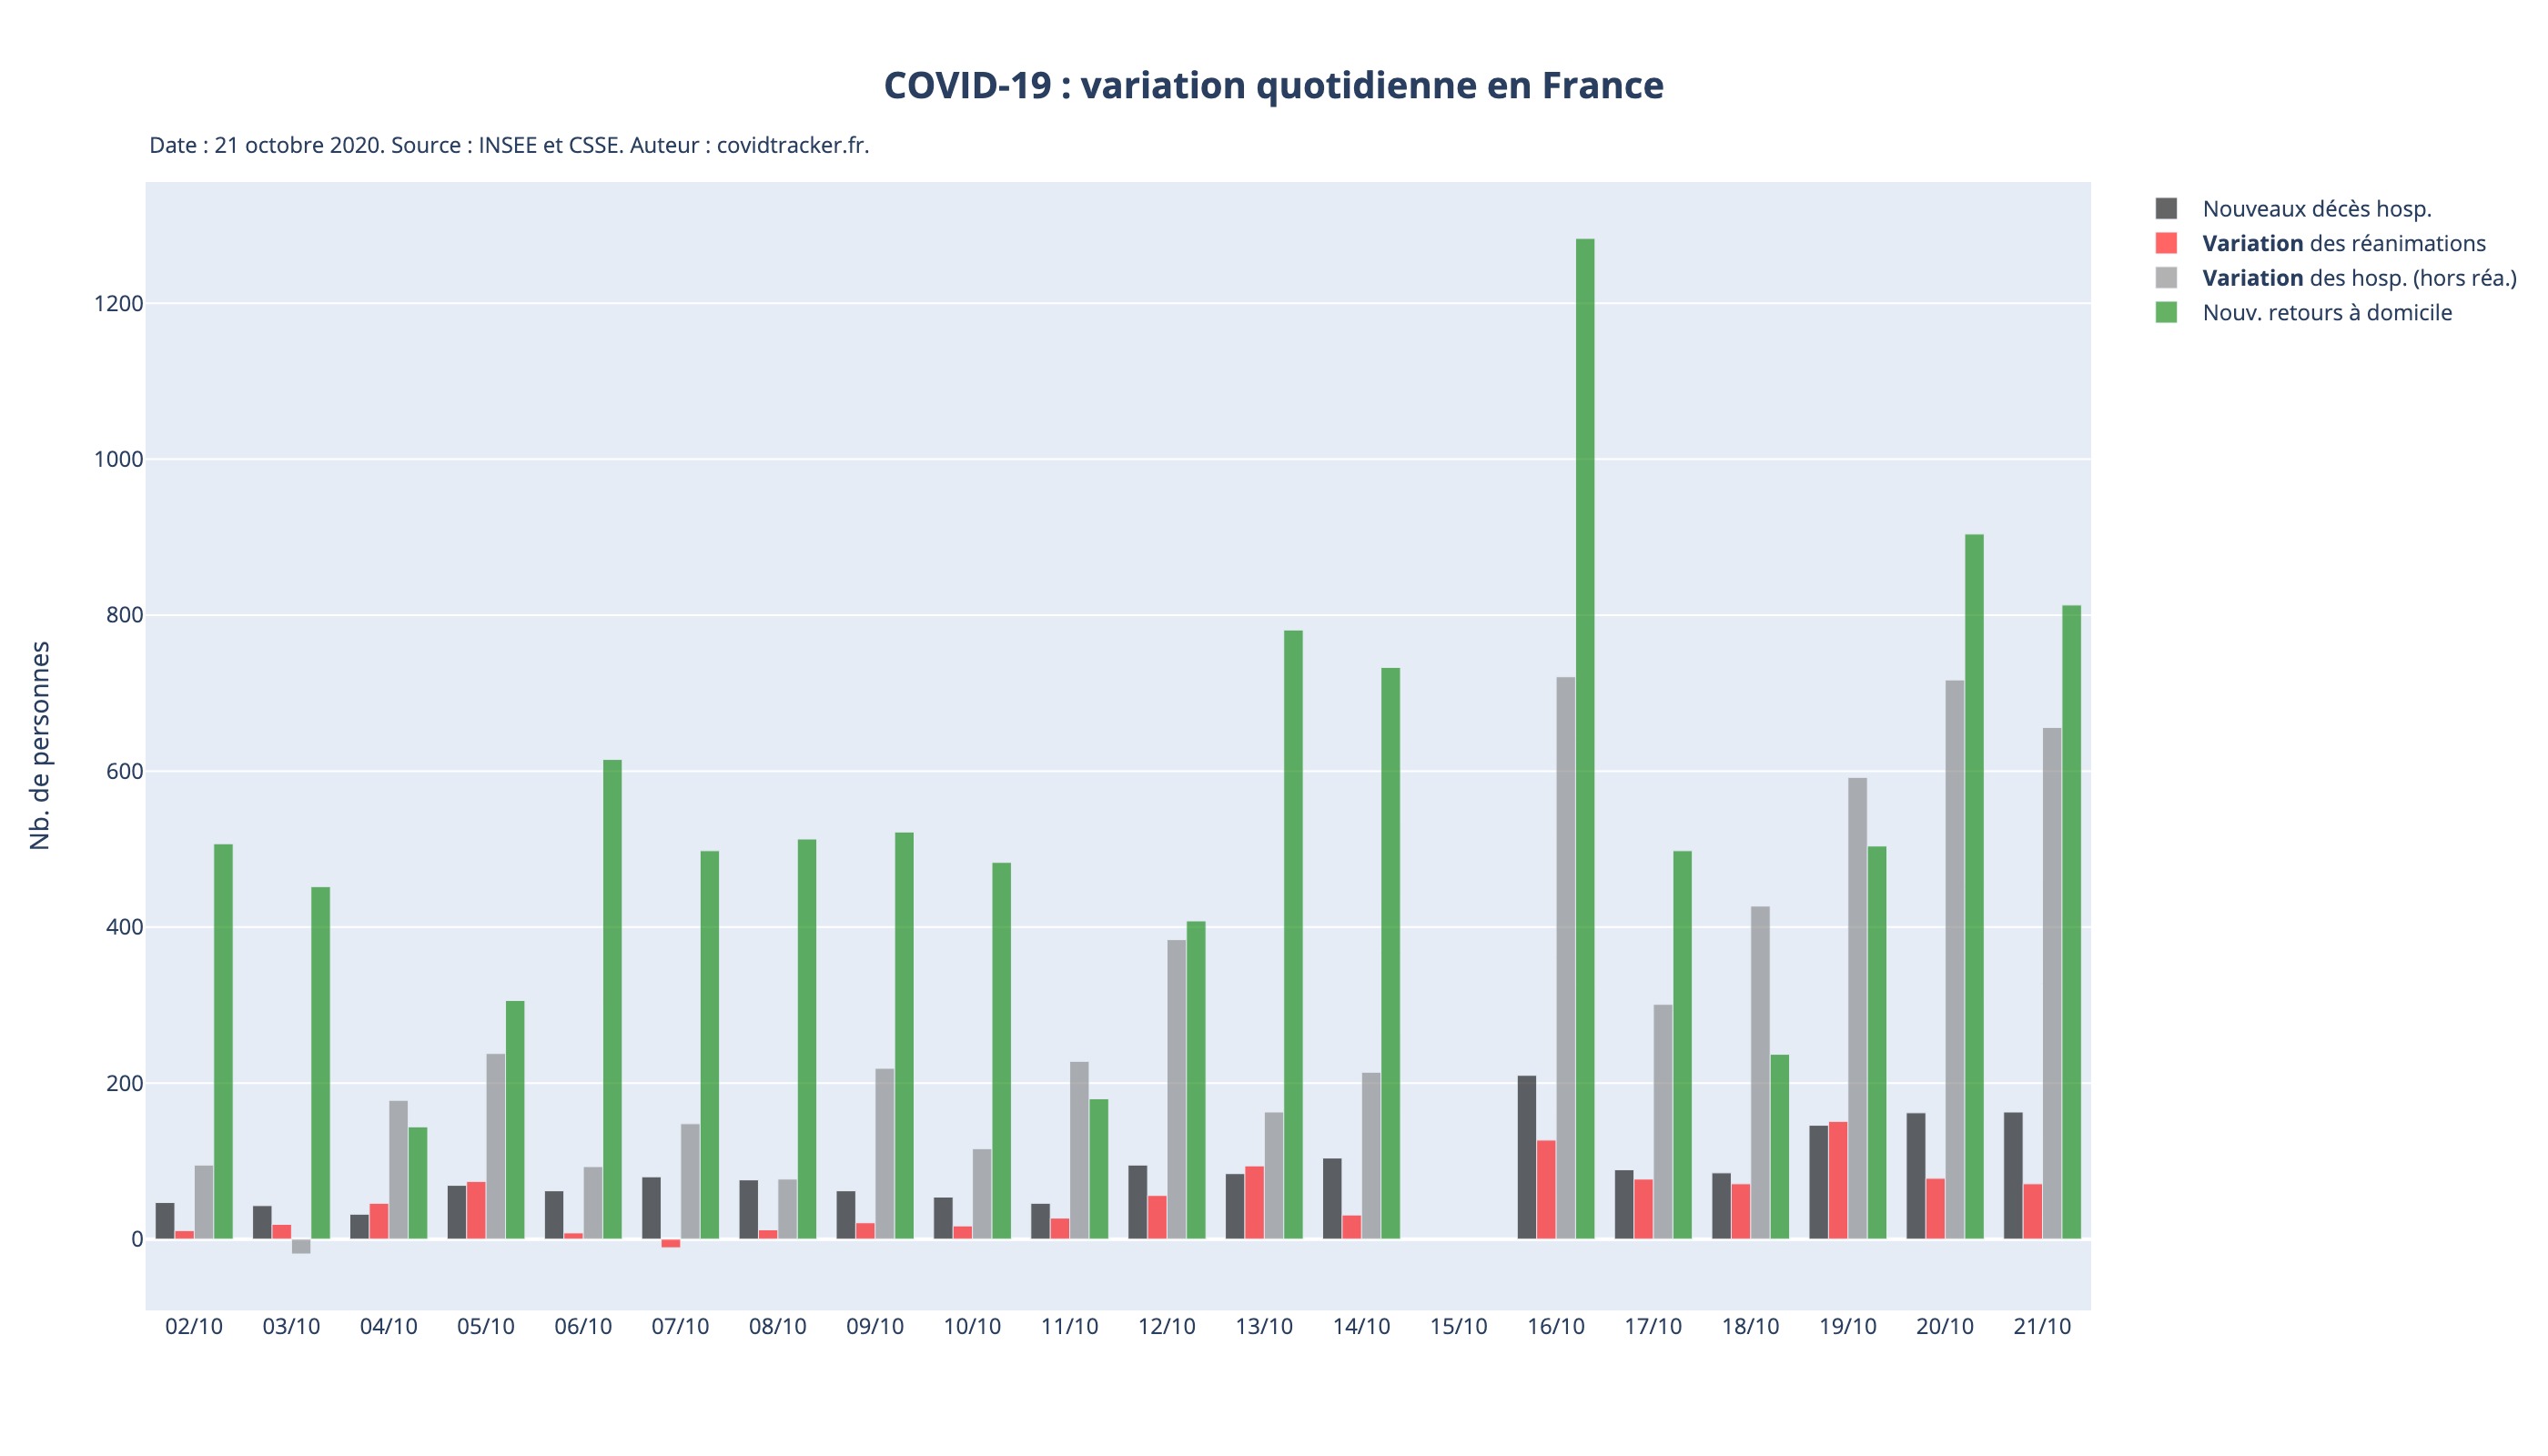 COVID-19 : variation quotidienne en France
Date : 21 octobre 2020. Source : INSEE et CSSE. Auteur : covidtracker.fr.
Nouveaux décès hosp.
Variation des réanimations
Variation des hosp. (hors réa.)
Nouv. retours à domicile
Nb. de personnes
1200
1000
800
600
400
200
0
02/10 03/10 04/10 05/10 06/10 07/10 08/10 09/10 10/10 11/10 12/10 13/10 14/10 15/10 16/10 17/10 18/10 19/10 20/10 21/10